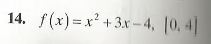 14. f(x) = x² + 3x − 4, [0, 4]